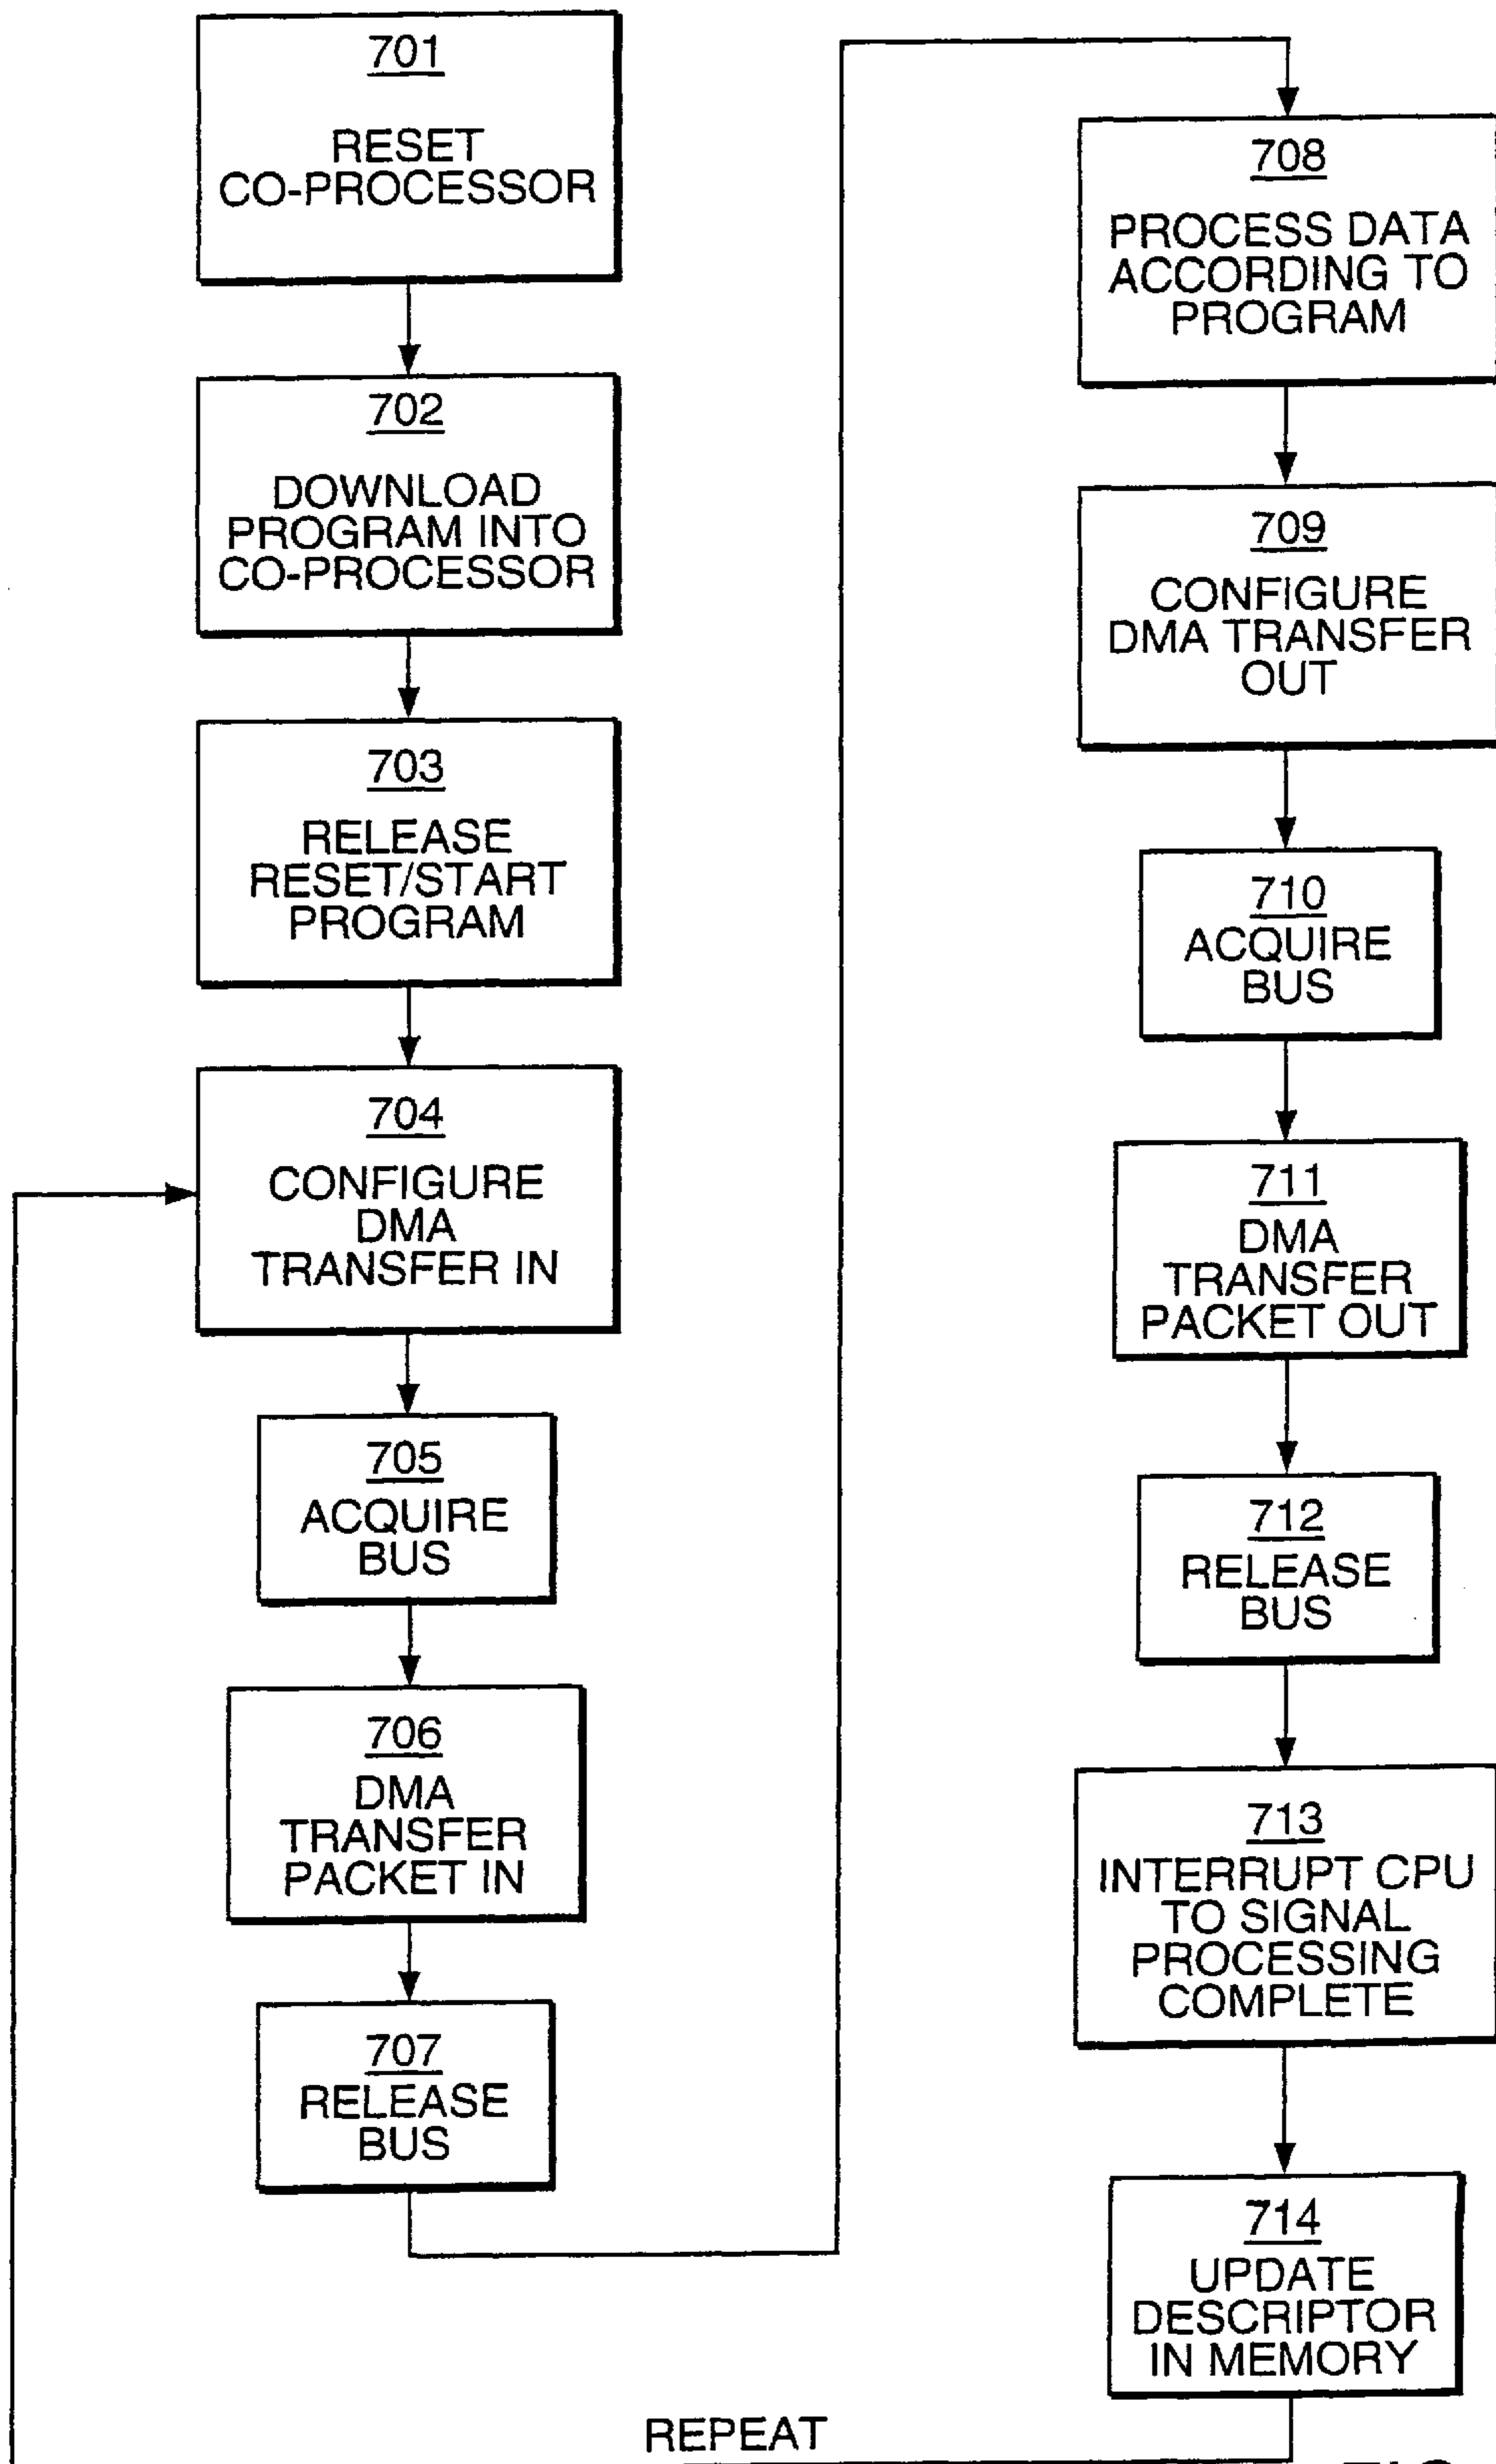 701
RESET
CO-PROCESSOR
702
DOWNLOAD
PROGRAM INTO
CO-PROCESSOR
703
RELEASE
RESET/START
PROGRAM
704
CONFIGURE
DMA
TRANSFER IN
705
ACQUIRE
BUS
706
DMA
TRANSFER
PACKET IN
707
RELEASE
BUS
708
PROCESS DATA
ACCORDING TO
PROGRAM
709
CONFIGURE
DMA TRANSFER
OUT
710
ACQUIRE
BUS
711
DMA
TRANSFER
PACKET OUT
712
RELEASE
BUS
713
INTERRUPT CPU
TO SIGNAL
PROCESSING
COMPLETE
714
UPDATE
DESCRIPTOR
IN MEMORY
REPEAT